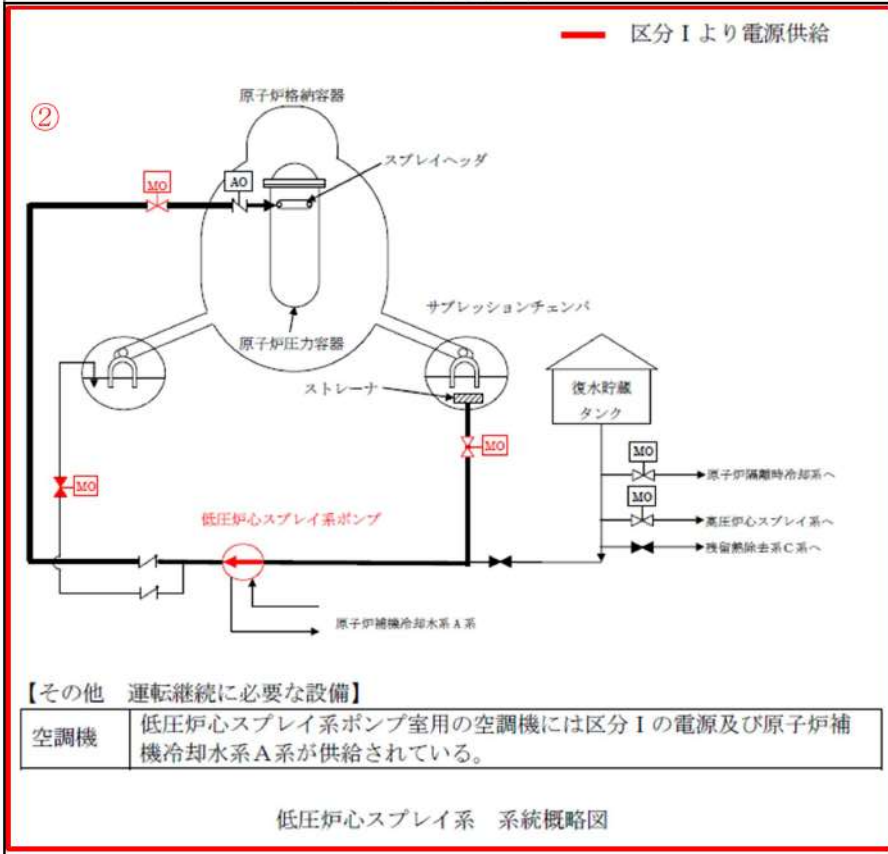 区分Ⅰより電源供給
②
原子炉格納容器
スプレイヘッダ
MO
AO
サプレッションチェンバ
原子炉圧力容器
ストレーナ
復水貯蔵
タンク
MO
MO
原子炉隔離時冷却系へ
MO
MO
高圧炉心スプレイ系へ
低圧炉心スプレイ系ポンプ
残留熱除去系C系へ
原子炉補機冷却水系A系
【その他　運転継続に必要な設備】
空調機
低圧炉心スプレイ系ポンプ室用の空調機には区分Ⅰの電源及び原子炉補
機冷却水系A系が供給されている。
低圧炉心スプレイ系　系統概略図